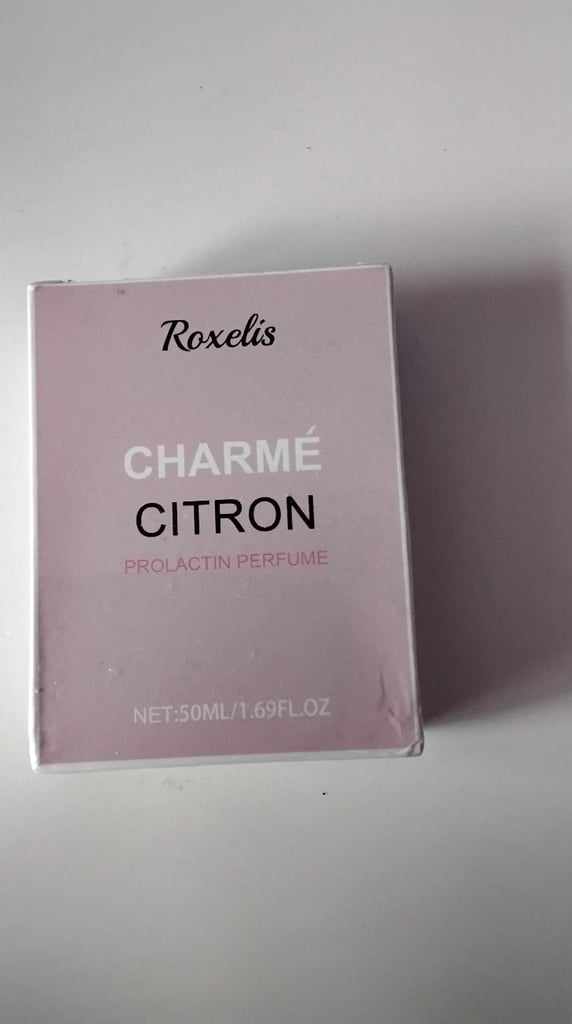 Roxelis
CHARMÉ
CITRON
PROLACTIN PERFUME
NET:50ML/1.69FL.OZ